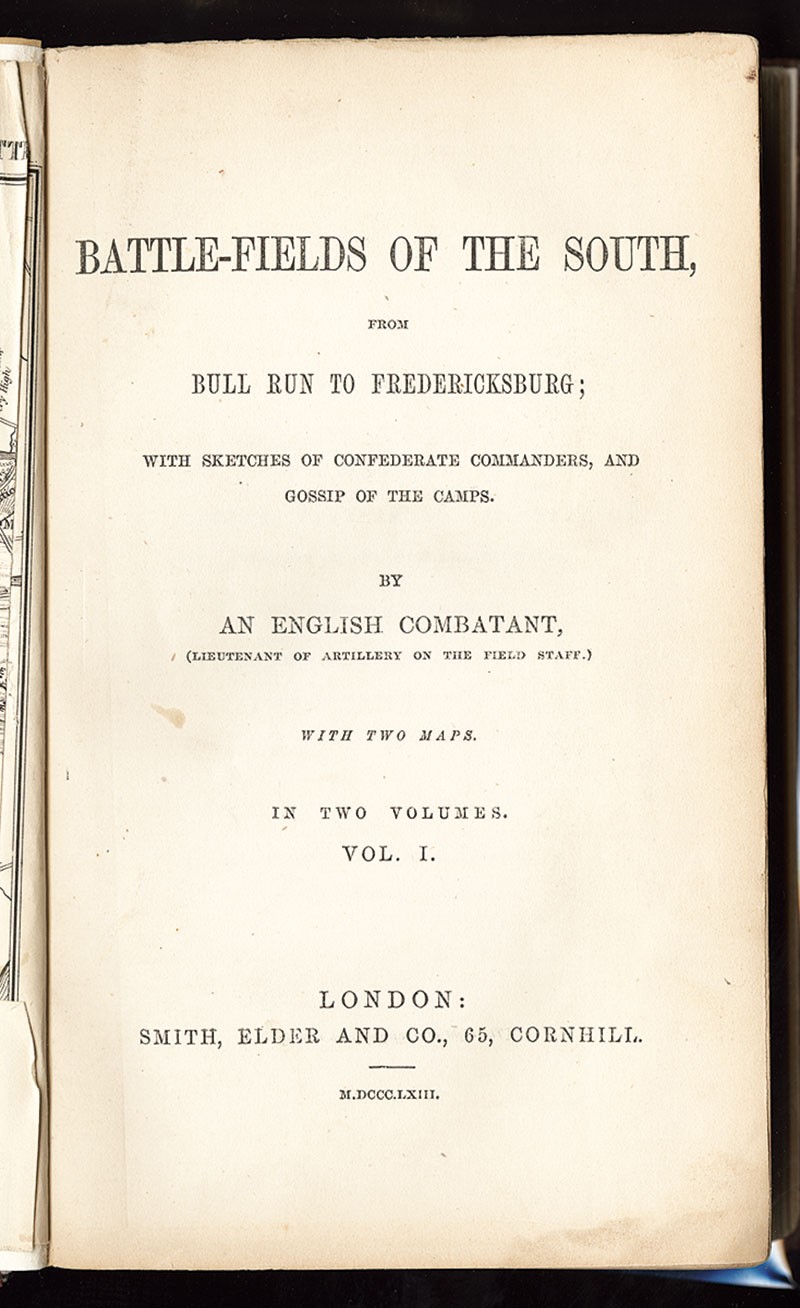 BATTLE-FIELDS OF THE SOUTH,
FROM
BULL RUN TO FREDERICKSBURG;
WITH SKETCHES OF CONFEDERATE COMMANDERS, AND
GOSSIP OF THE CAMPS.
BY
AN ENGLISH COMBATANT,
(LIEUTENANT OF ARTILLERY ON THE FIELD STAFF.)
WITH TWO MAPS.
IN TWO VOLUMES.
VOL. I.
LONDON:
SMITH, ELDER AND CO., 65, CORNHILL.
M.DCCC.LXIII.